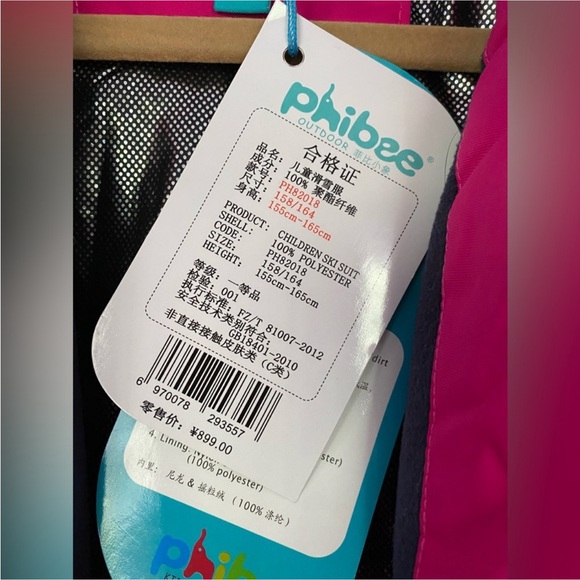 phibee®
OUTDOOR 菲比小象
合格证
品名: 儿童滑雪服
成分: 100% 聚酯纤维
款号: PH82018
尺寸: 158/164
身高: 155cm~165cm
PRODUCT: CHILDREN SKI SUIT
SHELL: 100% POLYESTER
CODE: PH82018
SIZE: 158/164
HEIGHT: 155cm~165cm
等级: 一等品
检验: 001
执行标准: FZ/T 81007-2012
安全技术类别符合:
GB18401-2010
非直接接触皮肤类 (C类)
6 970078 293557
零售价: ¥899.00
dirt
4. Lining:
(100% polyester)
内里: 尼龙 & 摇粒绒 (100%涤纶)
phibee